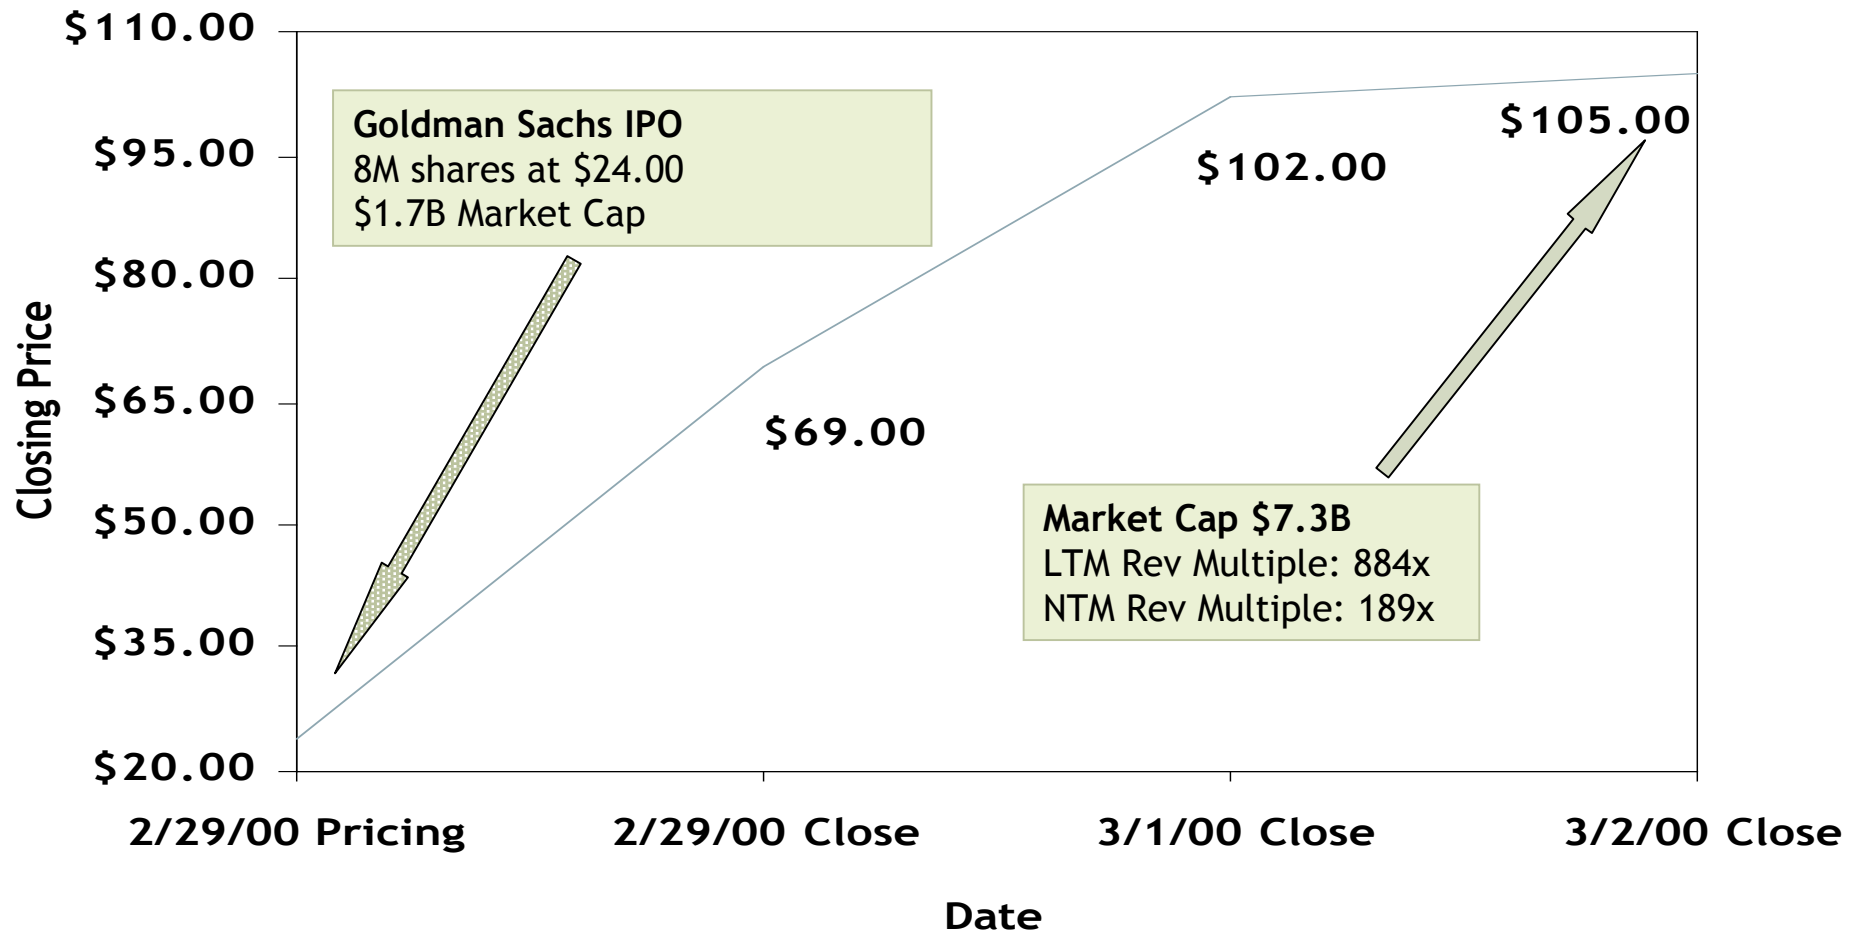 $110.00
$95.00
$80.00
$65.00
$50.00
$35.00
$20.00
Closing Price
Goldman Sachs IPO
8M shares at $24.00
$1.7B Market Cap
$69.00
$102.00
$105.00
Market Cap $7.3B
LTM Rev Multiple: 884x
NTM Rev Multiple: 189x
2/29/00 Pricing
2/29/00 Close
3/1/00 Close
3/2/00 Close
Date